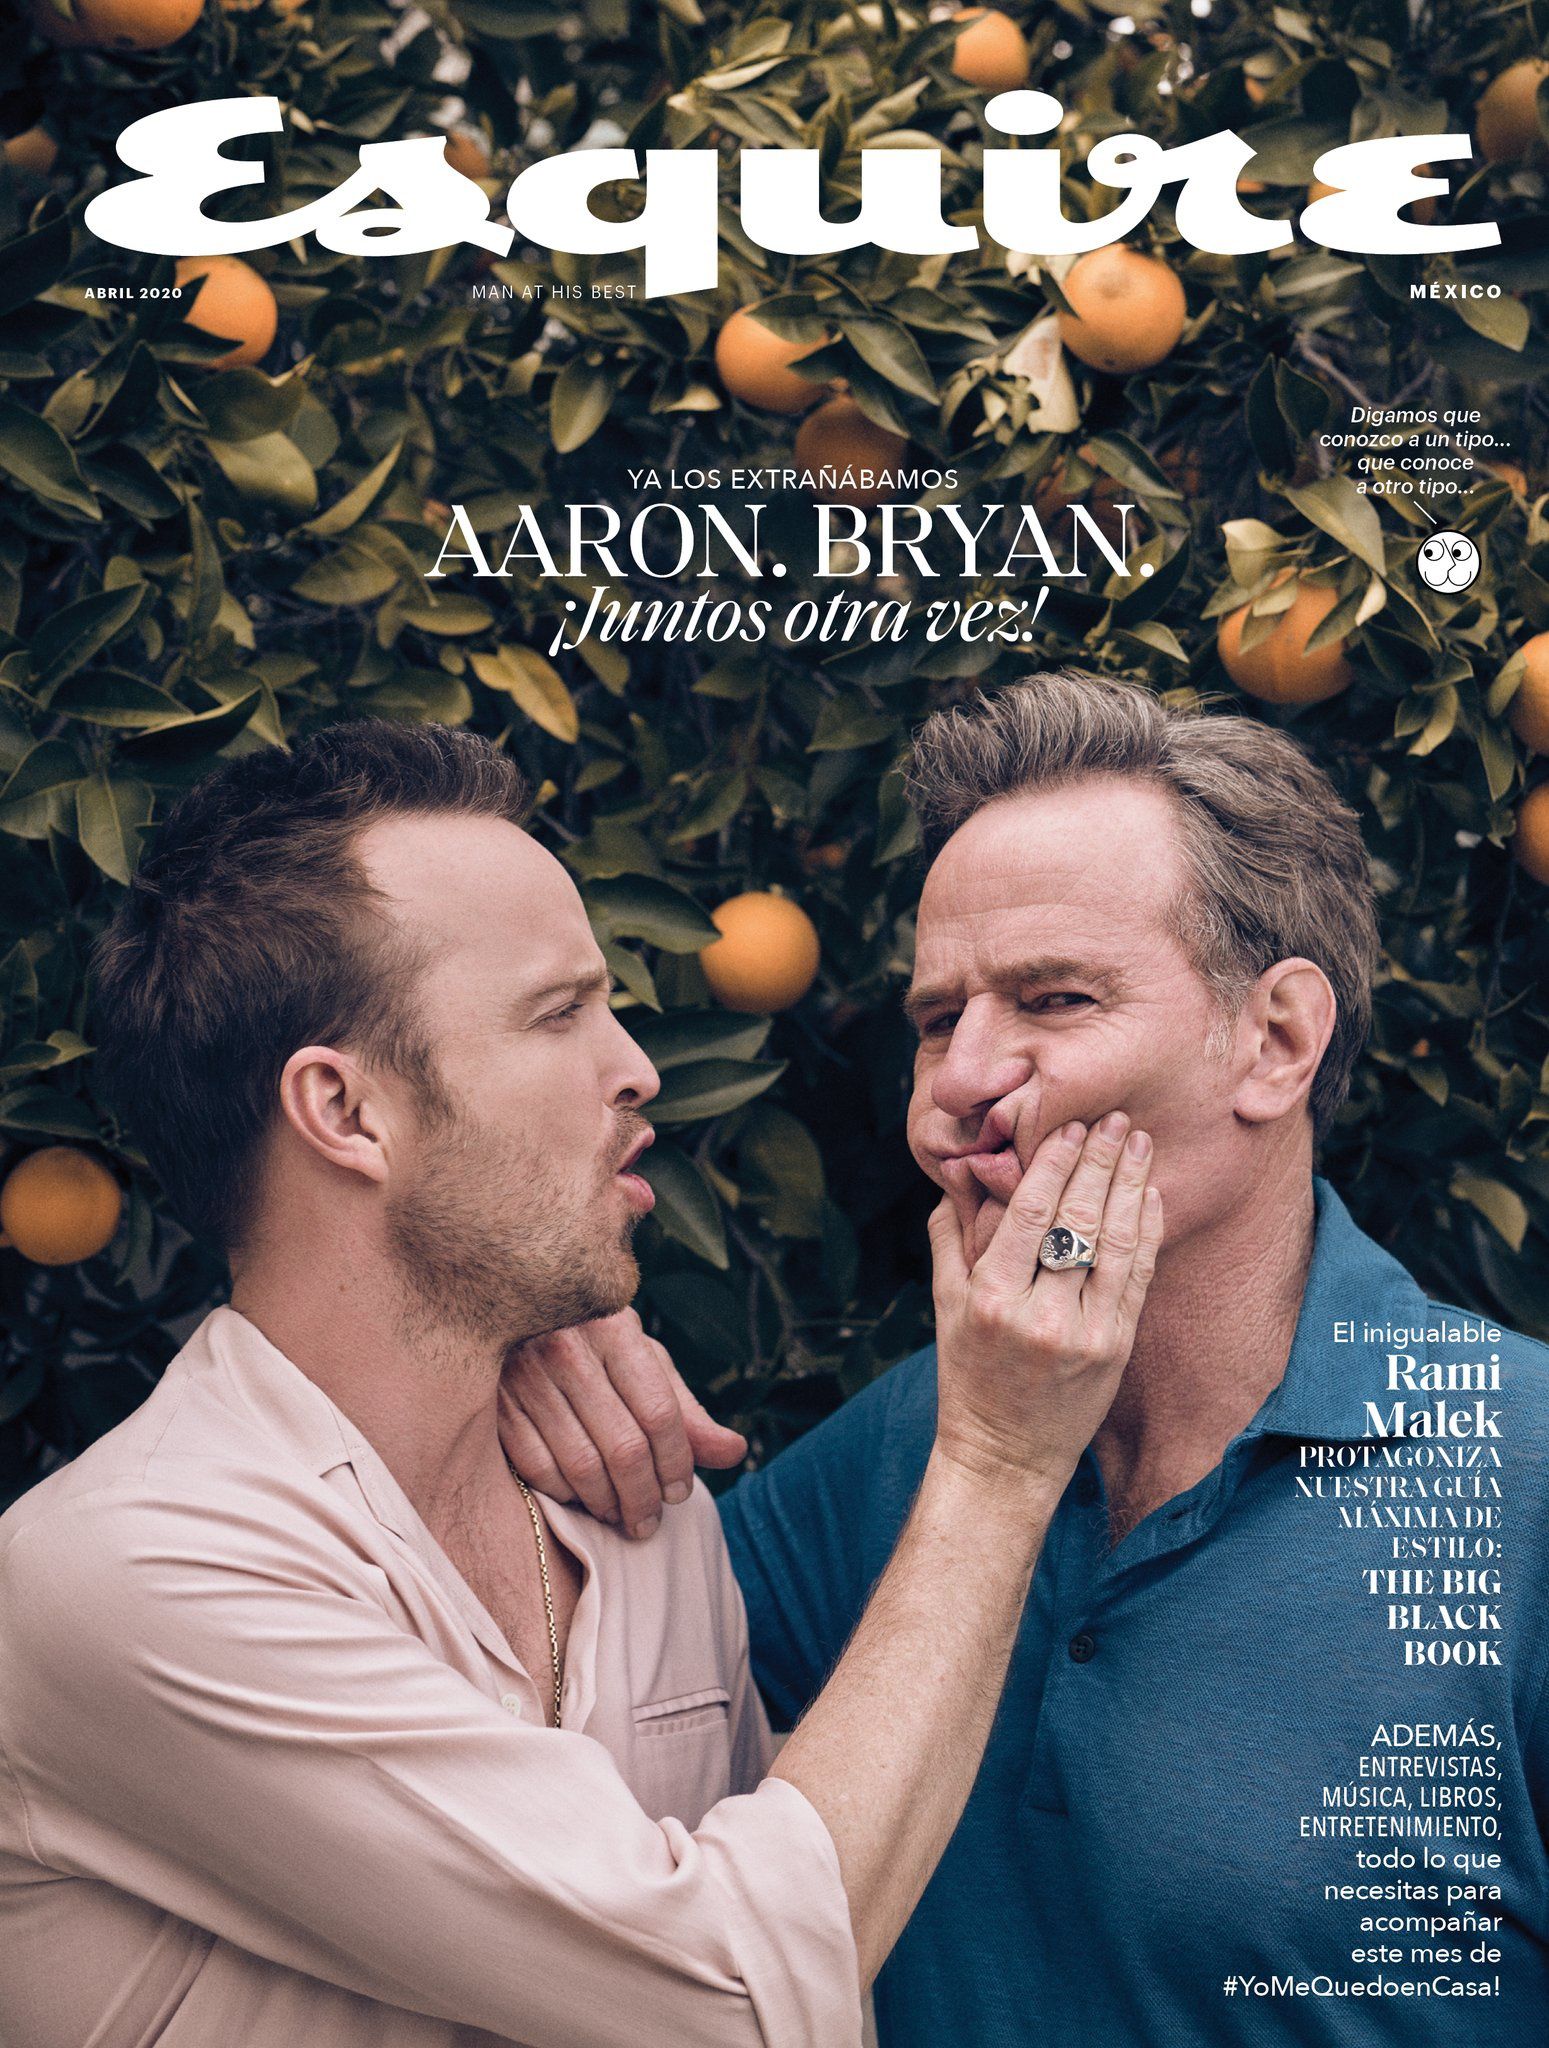 Esquire
ABRIL 2020
MAN AT HIS BEST
MÉXICO
Digamos que
conozco a un tipo...
que conoce
a otro tipo...
YA LOS EXTRAÑÁBAMOS
AARON. BRYAN.
¡Juntos otra vez!
El inigualable
Rami
Malek
PROTAGONIZA
NUESTRA GUÍA
MÁXIMA DE
ESTILO:
THE BIG
BLACK
BOOK
ADEMÁS,
ENTREVISTAS,
MÚSICA, LIBROS,
ENTRETENIMIENTO,
todo lo que
necesitas para
acompañar
este mes de
#YoMeQuedoenCasa!